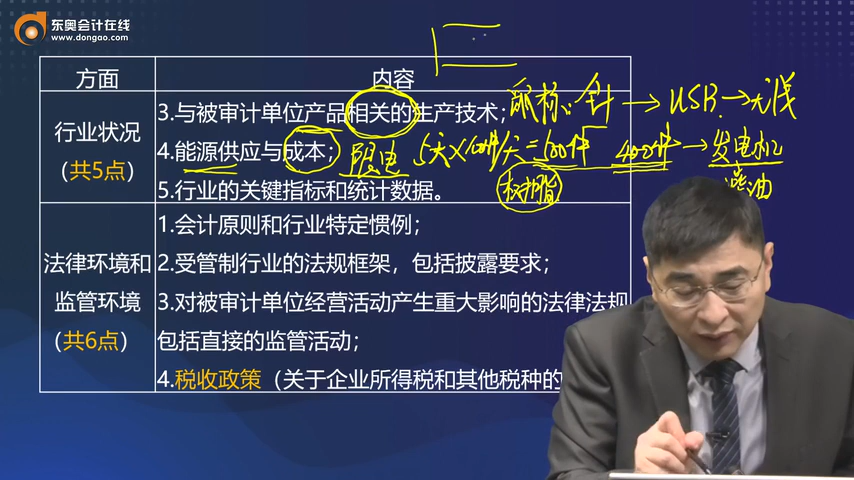 东奥会计在线
www.dongao.com
方面
内容
行业状况
（共5点）
3.与被审计单位产品相关的生产技术；
4.能源供应与成本；
5.行业的关键指标和统计数据。
限电
→USB→无线
→发电机
柴油
法律环境和
监管环境
（共6点）
1.会计原则和行业特定惯例；
2.受管制行业的法规框架，包括披露要求；
3.对被审计单位经营活动产生重大影响的法律法规
包括直接的监管活动；
4.税收政策（关于企业所得税和其他税种的